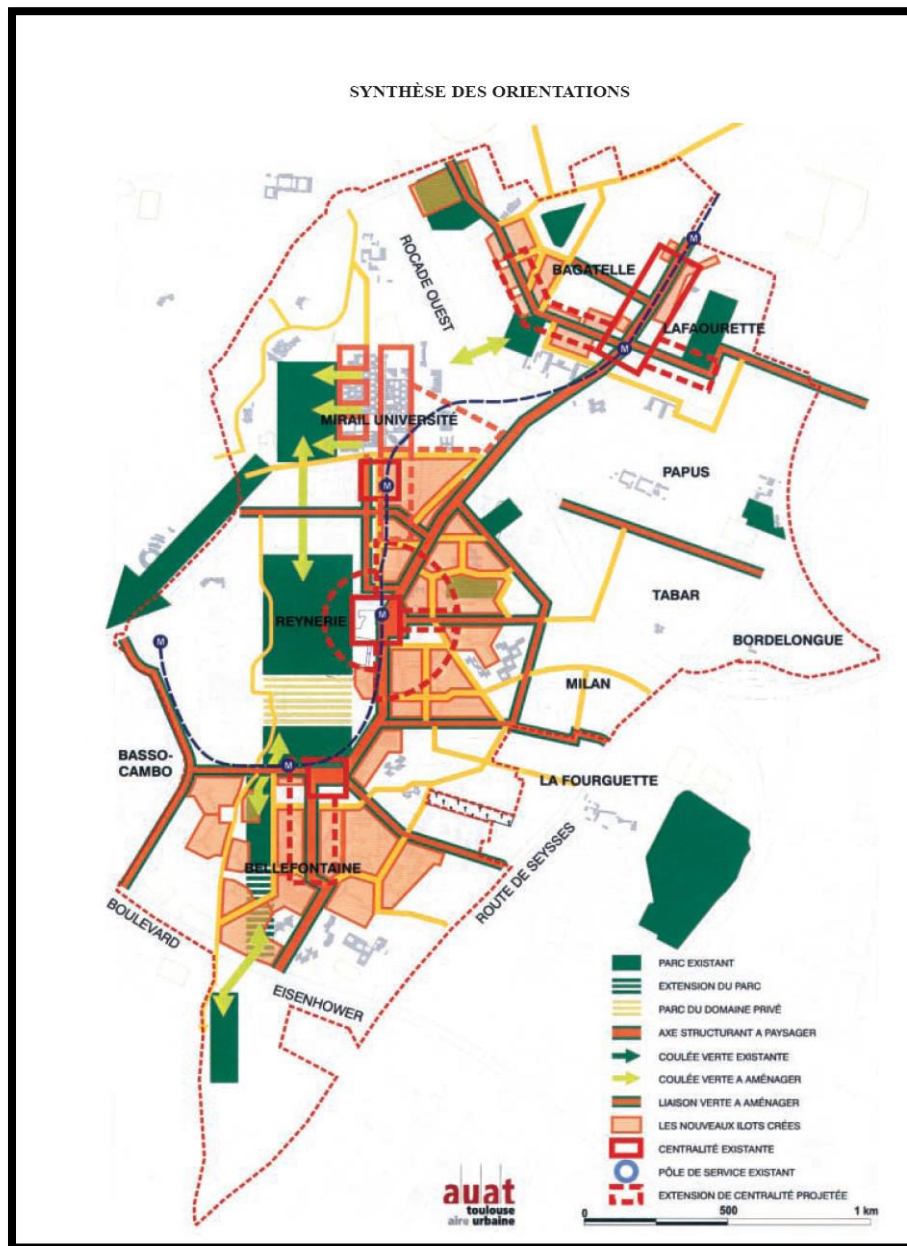 SYNTHÈSE DES ORIENTATIONS
ROCADE OUEST
M
BAGATELLE
LAFAOURETTE
M
MIRAIL UNIVERSITÉ
M
PAPUS
TABAR
REYNERIE
M
M
BORDELONGUE
MILAN
BASSO-
CAMBO
M
LA FOURGUETTE
BELLEFONTAINE
ROUTE DE SEYSSES
BOULEVARD
EISENHOWER
PARC EXISTANT
EXTENSION DU PARC
PARC DU DOMAINE PRIVÉ
AXE STRUCTURANT A PAYSAGER
COULÉE VERTE EXISTANTE
COULÉE VERTE A AMÉNAGER
LIAISON VERTE A AMÉNAGER
LES NOUVEAUX ILOTS CRÉES
CENTRALITÉ EXISTANTE
PÔLE DE SERVICE EXISTANT
EXTENSION DE CENTRALITÉ PROJETÉE
auat
toulouse
aire urbaine
0 500 1 km